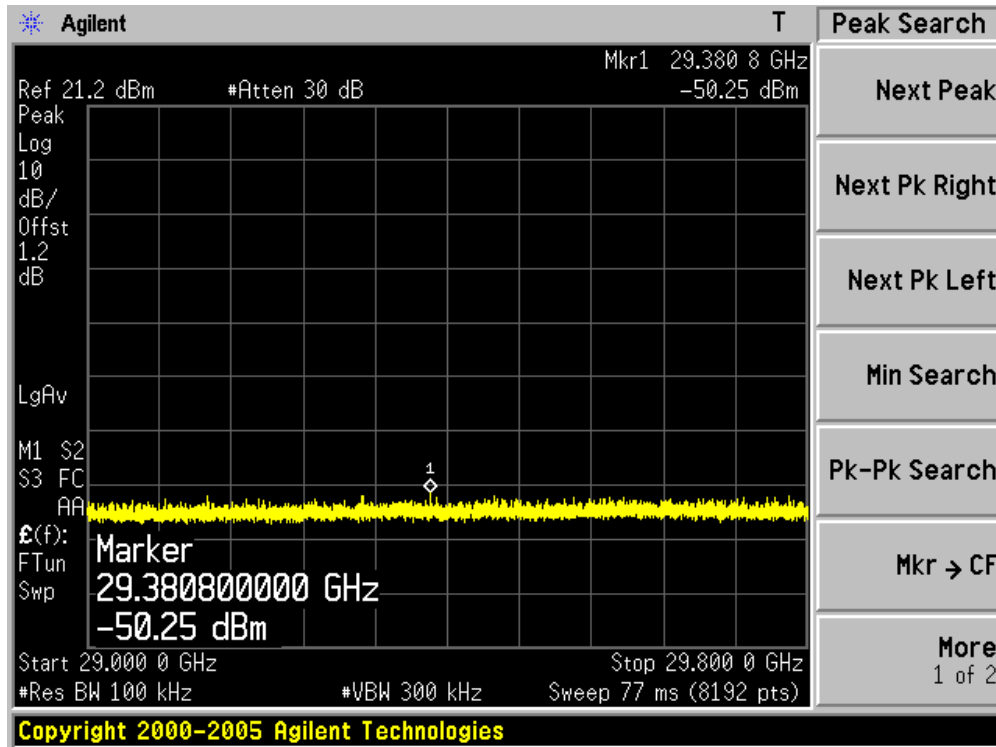 Agilent T Peak Search
Mkr1 29.380 8 GHz
Ref 21.2 dBm #Atten 30 dB -50.25 dBm
Peak
Log
10
dB/
Offst
1.2
dB
LgAv
M1 S2
S3 FC
AA
£(f):
FTun
Swp
1
Marker
29.380800000 GHz
-50.25 dBm
Start 29.000 0 GHz Stop 29.800 0 GHz
#Res BW 100 kHz #VBW 300 kHz Sweep 77 ms (8192 pts)
Copyright 2000-2005 Agilent Technologies
Next Peak
Next Pk Right
Next Pk Left
Min Search
Pk-Pk Search
Mkr → CF
More
1 of 2